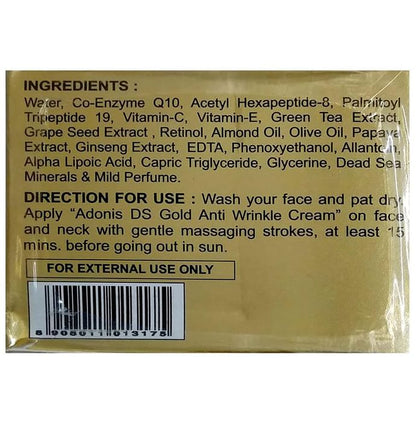 INGREDIENTS :
Water, Co-Enzyme Q10, Acetyl Hexapeptide-8, Palmitoyl
Tripeptide 19, Vitamin-C, Vitamin-E, Green Tea Extract,
Grape Seed Extract , Retinol, Almond Oil, Olive Oil, Papaya
Extract, Ginseng Extract, EDTA, Phenoxyethanol, Allantoin,
Alpha Lipoic Acid, Capric Triglyceride, Glycerine, Dead Sea
Minerals & Mild Perfume.
DIRECTION FOR USE : Wash your face and pat dry.
Apply “Adonis DS Gold Anti Wrinkle Cream” on face
and neck with gentle massaging strokes, at least 15
mins. before going out in sun.
FOR EXTERNAL USE ONLY
8 908011 013175